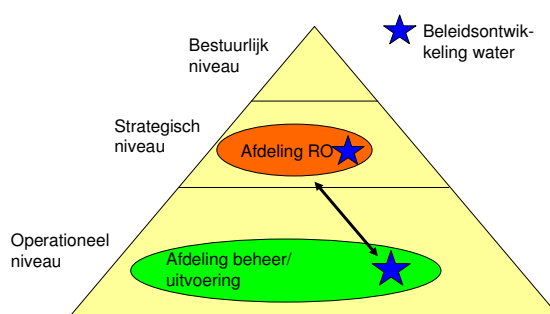 Bestuurlijk
niveau
Beleidsontwik-
keling water
Strategisch
niveau
Afdeling RO
Operationeel
niveau
Afdeling beheer/
uitvoering